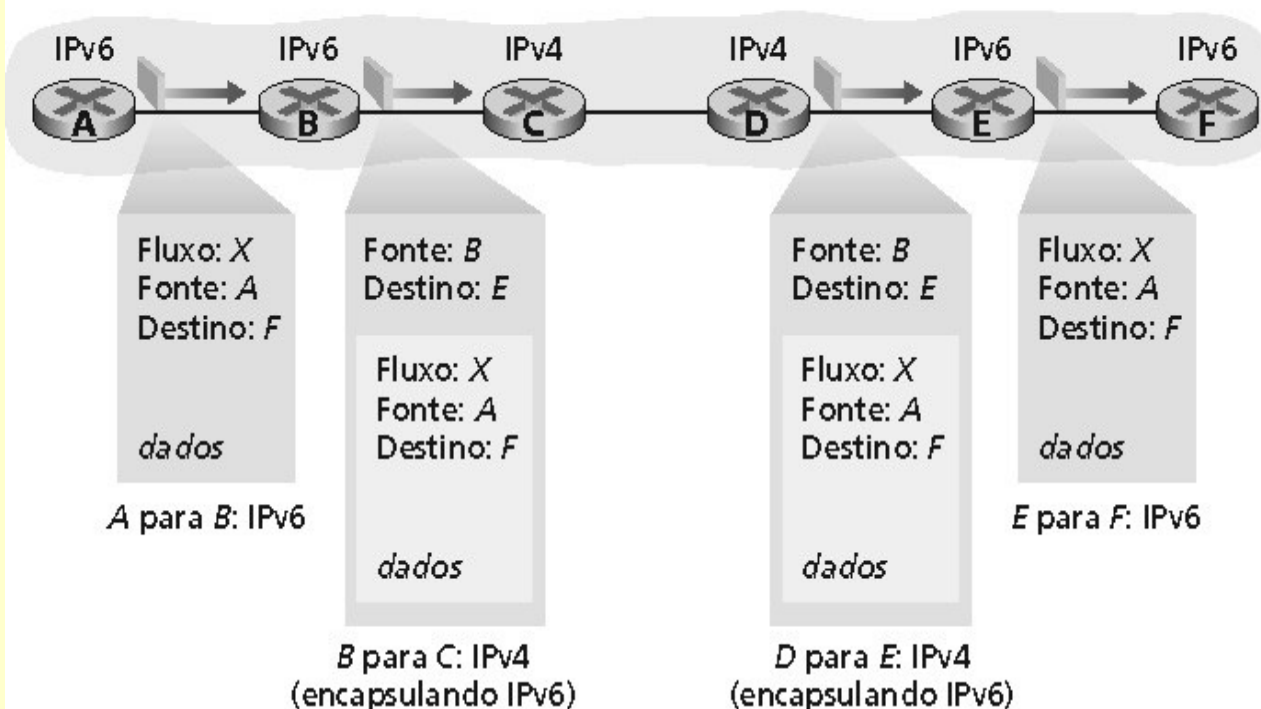 IPv6
IPv6
IPv4
IPv4
IPv6
IPv6
A
B
C
D
E
F
Fluxo: X
Fonte: A
Destino: F
dados
A para B: IPv6
Fonte: B
Destino: E
Fluxo: X
Fonte: A
Destino: F
dados
B para C: IPv4
(encapsulando IPv6)
Fonte: B
Destino: E
Fluxo: X
Fonte: A
Destino: F
dados
D para E: IPv4
(encapsulando IPv6)
Fluxo: X
Fonte: A
Destino: F
dados
E para F: IPv6